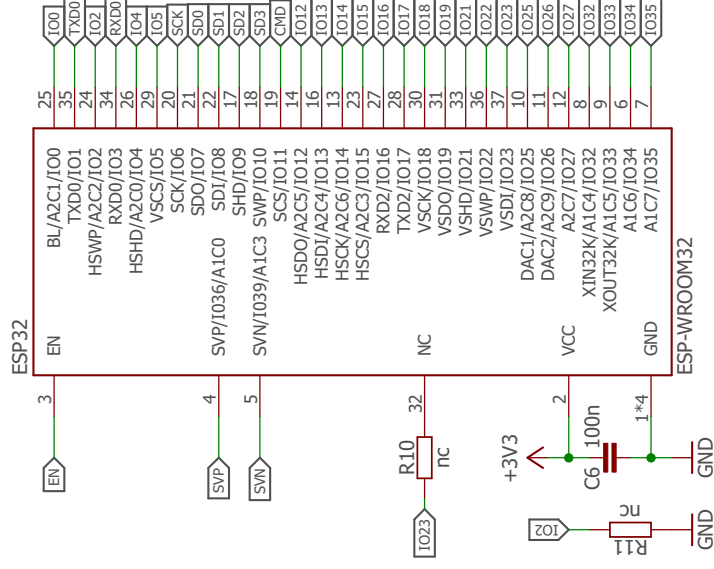 ESP32
ESP-WROOM32
IO0
TXD0
IO2
RXD0
IO4
IO5
SCK
SD0
SD1
SD2
SD3
CMD
IO12
IO13
IO14
IO15
IO16
IO17
IO18
IO19
IO21
IO22
IO23
IO25
IO26
IO27
IO32
IO33
IO34
IO35
25
35
24
34
26
29
20
21
22
17
18
19
14
16
13
23
27
28
30
31
33
36
37
10
11
12
8
9
6
7
BL/A2C1/IO0
TXD0/IO1
HSWP/A2C2/IO2
RXD0/IO3
HSHD/A2C0/IO4
VSCS/IO5
SCK/IO6
SDO/IO7
SDI/IO8
SHD/IO9
SWP/IO10
SCS/IO11
HSDO/A2C5/IO12
HSDI/A2C4/IO13
HSCK/A2C6/IO14
HSCS/A2C3/IO15
RXD2/IO16
TXD2/IO17
VSCK/IO18
VSDO/IO19
VSHD/IO21
VSWP/IO22
VSDI/IO23
DAC1/A2C8/IO25
DAC2/A2C9/IO26
A2C7/IO27
XIN32K/A1C4/IO32
XOUT32K/A1C5/IO33
A1C6/IO34
A1C7/IO35
EN
SVP/I036/A1C0
SVN/I039/A1C3
NC
VCC
GND
3
4
5
32
2
1*4
EN
SVP
SVN
R10
nc
IO23
+3V3
C6
100n
GND
IO2
R11
nc
GND